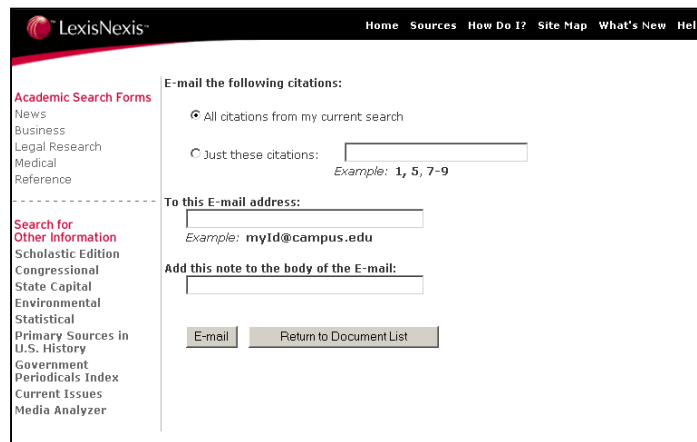 LexisNexis™
Home Sources How Do I? Site Map What's New Hel
Academic Search Forms
News
Business
Legal Research
Medical
Reference
Search for
Other Information
Scholastic Edition
Congressional
State Capital
Environmental
Statistical
Primary Sources in
U.S. History
Government
Periodicals Index
Current Issues
Media Analyzer
E-mail the following citations:
All citations from my current search
Just these citations:
Example: 1, 5, 7-9
To this E-mail address:
Example: myId@campus.edu
Add this note to the body of the E-mail:
E-mail Return to Document List